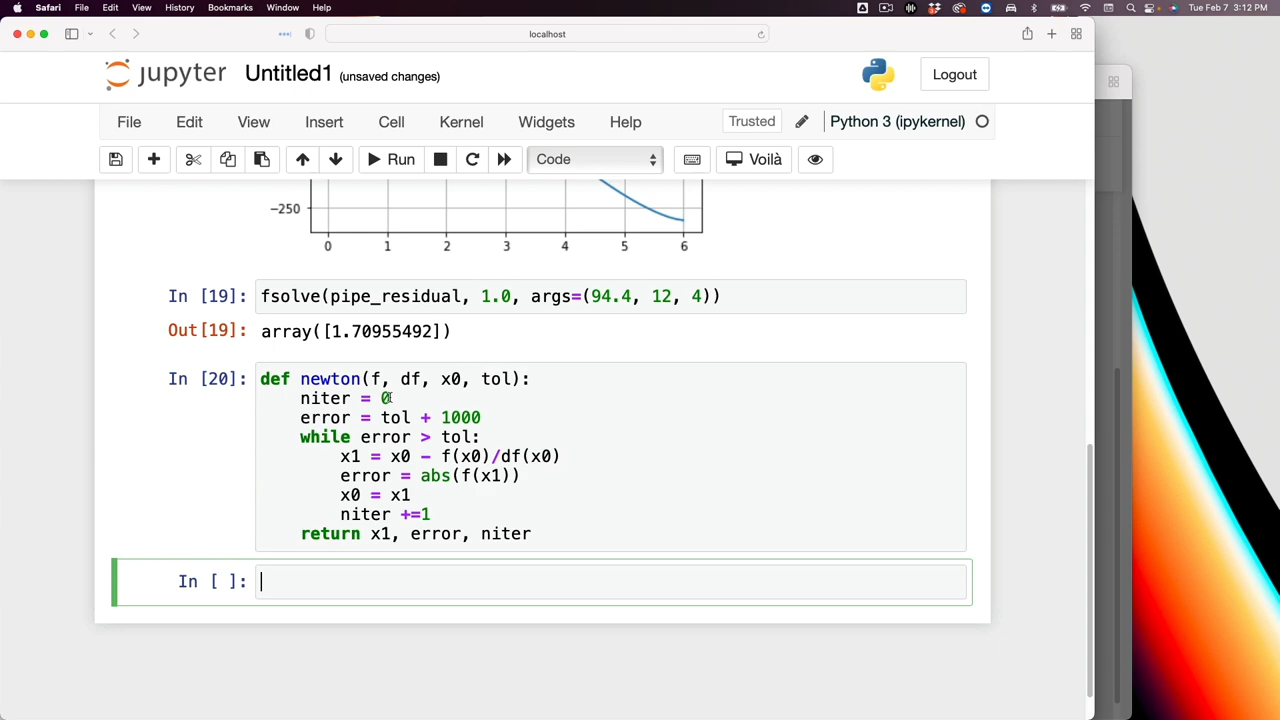 Safari File Edit View History Bookmarks Window Help Tue Feb 7 3:12 PM
localhost
jupyter Untitled1 (unsaved changes) Logout
File Edit View Insert Cell Kernel Widgets Help Trusted Python 3 (ipykernel)
Run Code Voilà
−250
0 1 2 3 4 5 6
In [19]: fsolve(pipe_residual, 1.0, args=(94.4, 12, 4))
Out[19]: array([1.70955492])
In [20]: def newton(f, df, x0, tol):
niter = 0
error = tol + 1000
while error > tol:
x1 = x0 - f(x0)/df(x0)
error = abs(f(x1))
x0 = x1
niter +=1
return x1, error, niter
In [ ]: